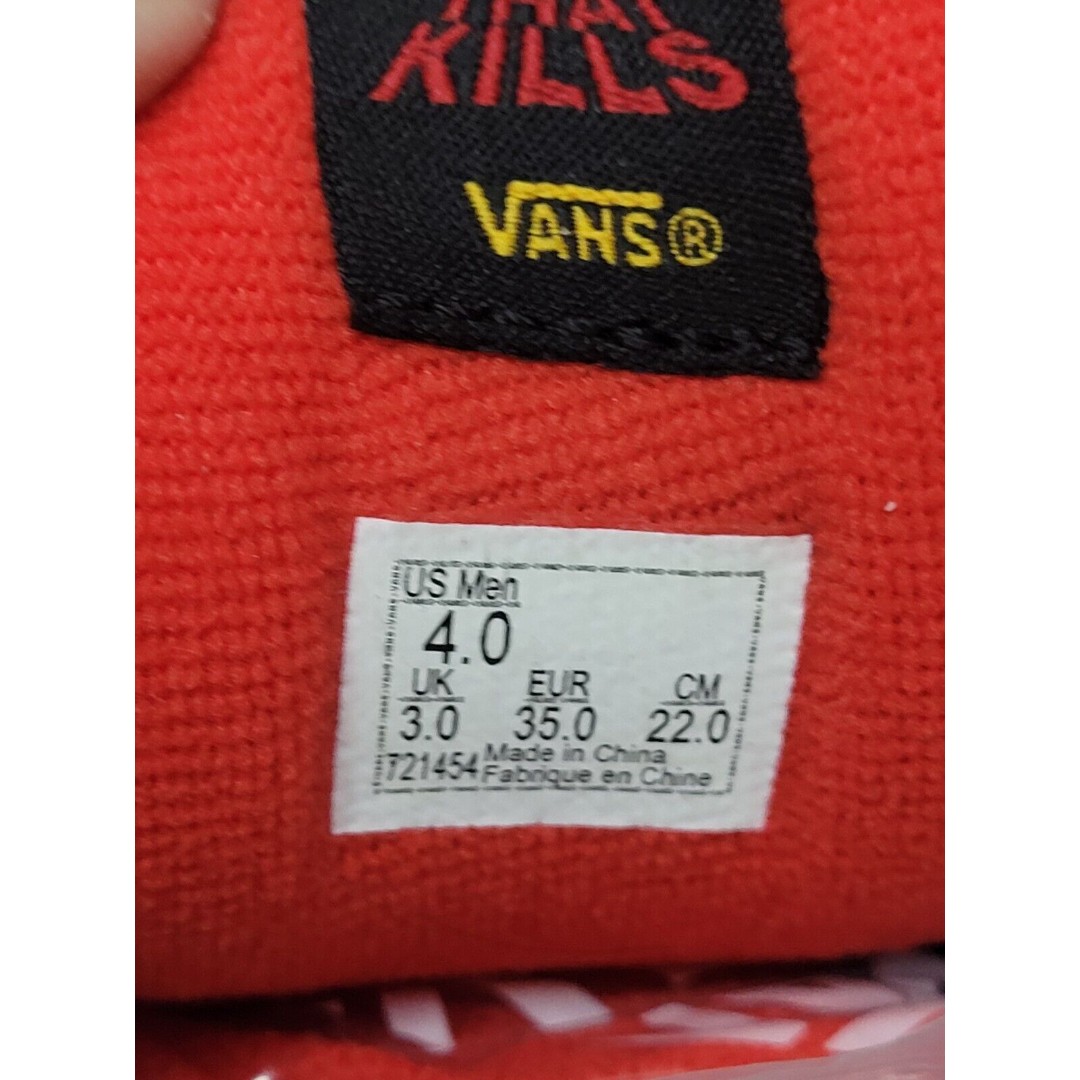 THAT
KILLS
VANS®
US Men
4.0
UK EUR CM
3.0 35.0 22.0
721454 Made in China
Fabrique en Chine